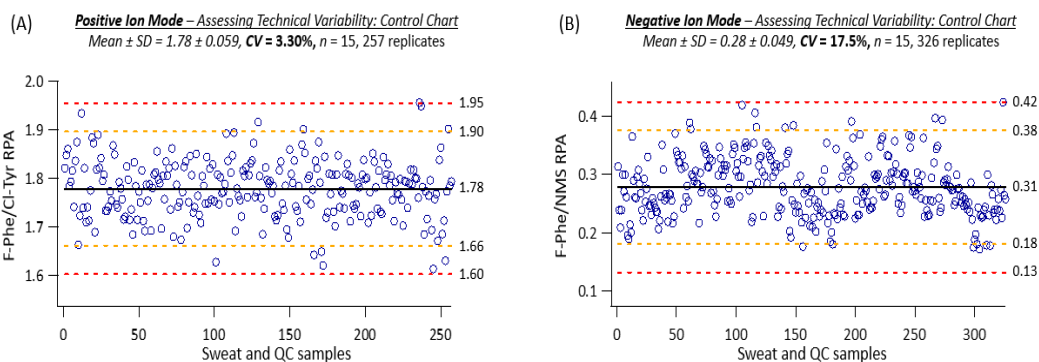 (A)
Positive Ion Mode – Assessing Technical Variability: Control Chart
Mean ± SD = 1.78 ± 0.059, CV = 3.30%, n = 15, 257 replicates
F-Phe/Cl-Tyr RPA
2.0
1.9
1.8
1.7
1.6
1.95
1.90
1.78
1.66
1.60
0 50 100 150 200 250
Sweat and QC samples
(B)
Negative Ion Mode – Assessing Technical Variability: Control Chart
Mean ± SD = 0.28 ± 0.049, CV = 17.5%, n = 15, 326 replicates
F-Phe/NMS RPA
0.4
0.3
0.2
0.1
0.42
0.38
0.31
0.18
0.13
0 50 100 150 200 250 300
Sweat and QC samples